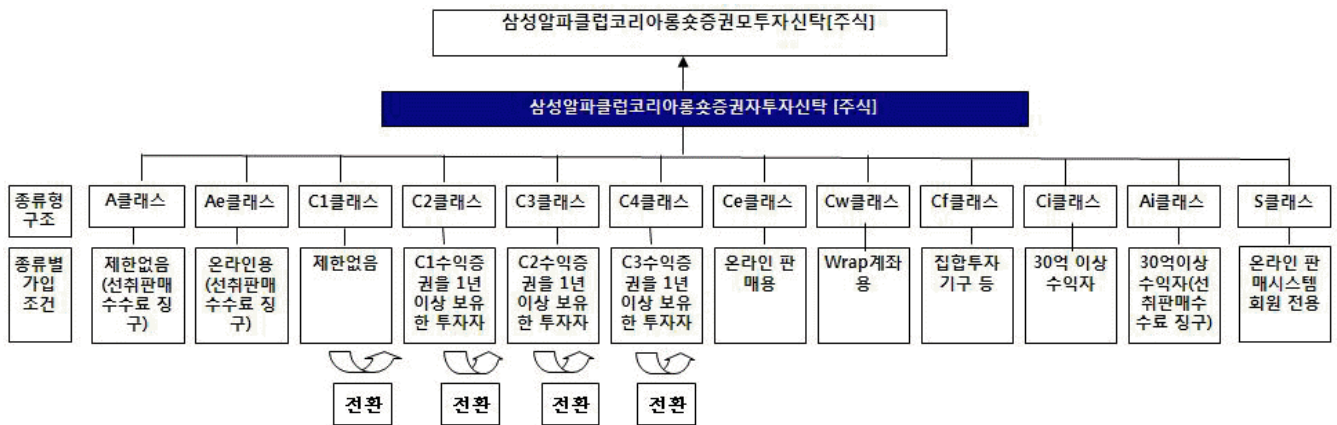 삼성알파클럽코리아롱숏증권모투자신탁[주식]
삼성알파클럽코리아롱숏증권자투자신탁 [주식]
종류형
구조
A클래스
Ae클래스
C1클래스
C2클래스
C3클래스
C4클래스
Ce클래스
Cw클래스
Cf클래스
Ci클래스
Ai클래스
S클래스
종류별
가입
조건
제한없음
(선취판매
수수료 징
구)
온라인용
(선취판매
수수료 징
구)
제한없음
C1수익증
권을 1년
이상 보유
한 투자자
C2수익증
권을 1년
이상 보유
한 투자자
C3수익증
권을 1년
이상 보유
한 투자자
온라인 판
매용
Wrap계좌
용
집합투자
기구 등
30억 이상
수익자
30억이상
수익자(선
취판매수
수료 징구)
온라인 판
매시스템
회원 전용
전환
전환
전환
전환